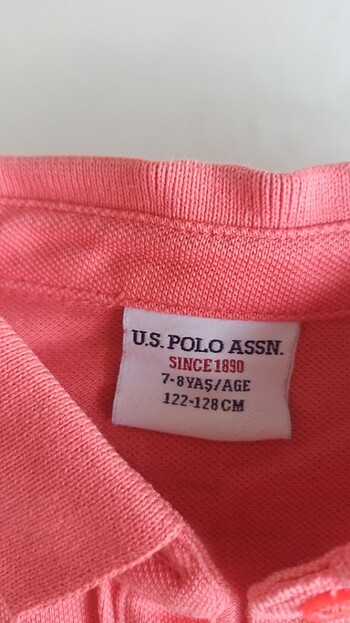 U.S. POLO ASSN.
SINCE 1890
7-8 YAŞ/AGE
122-128 CM